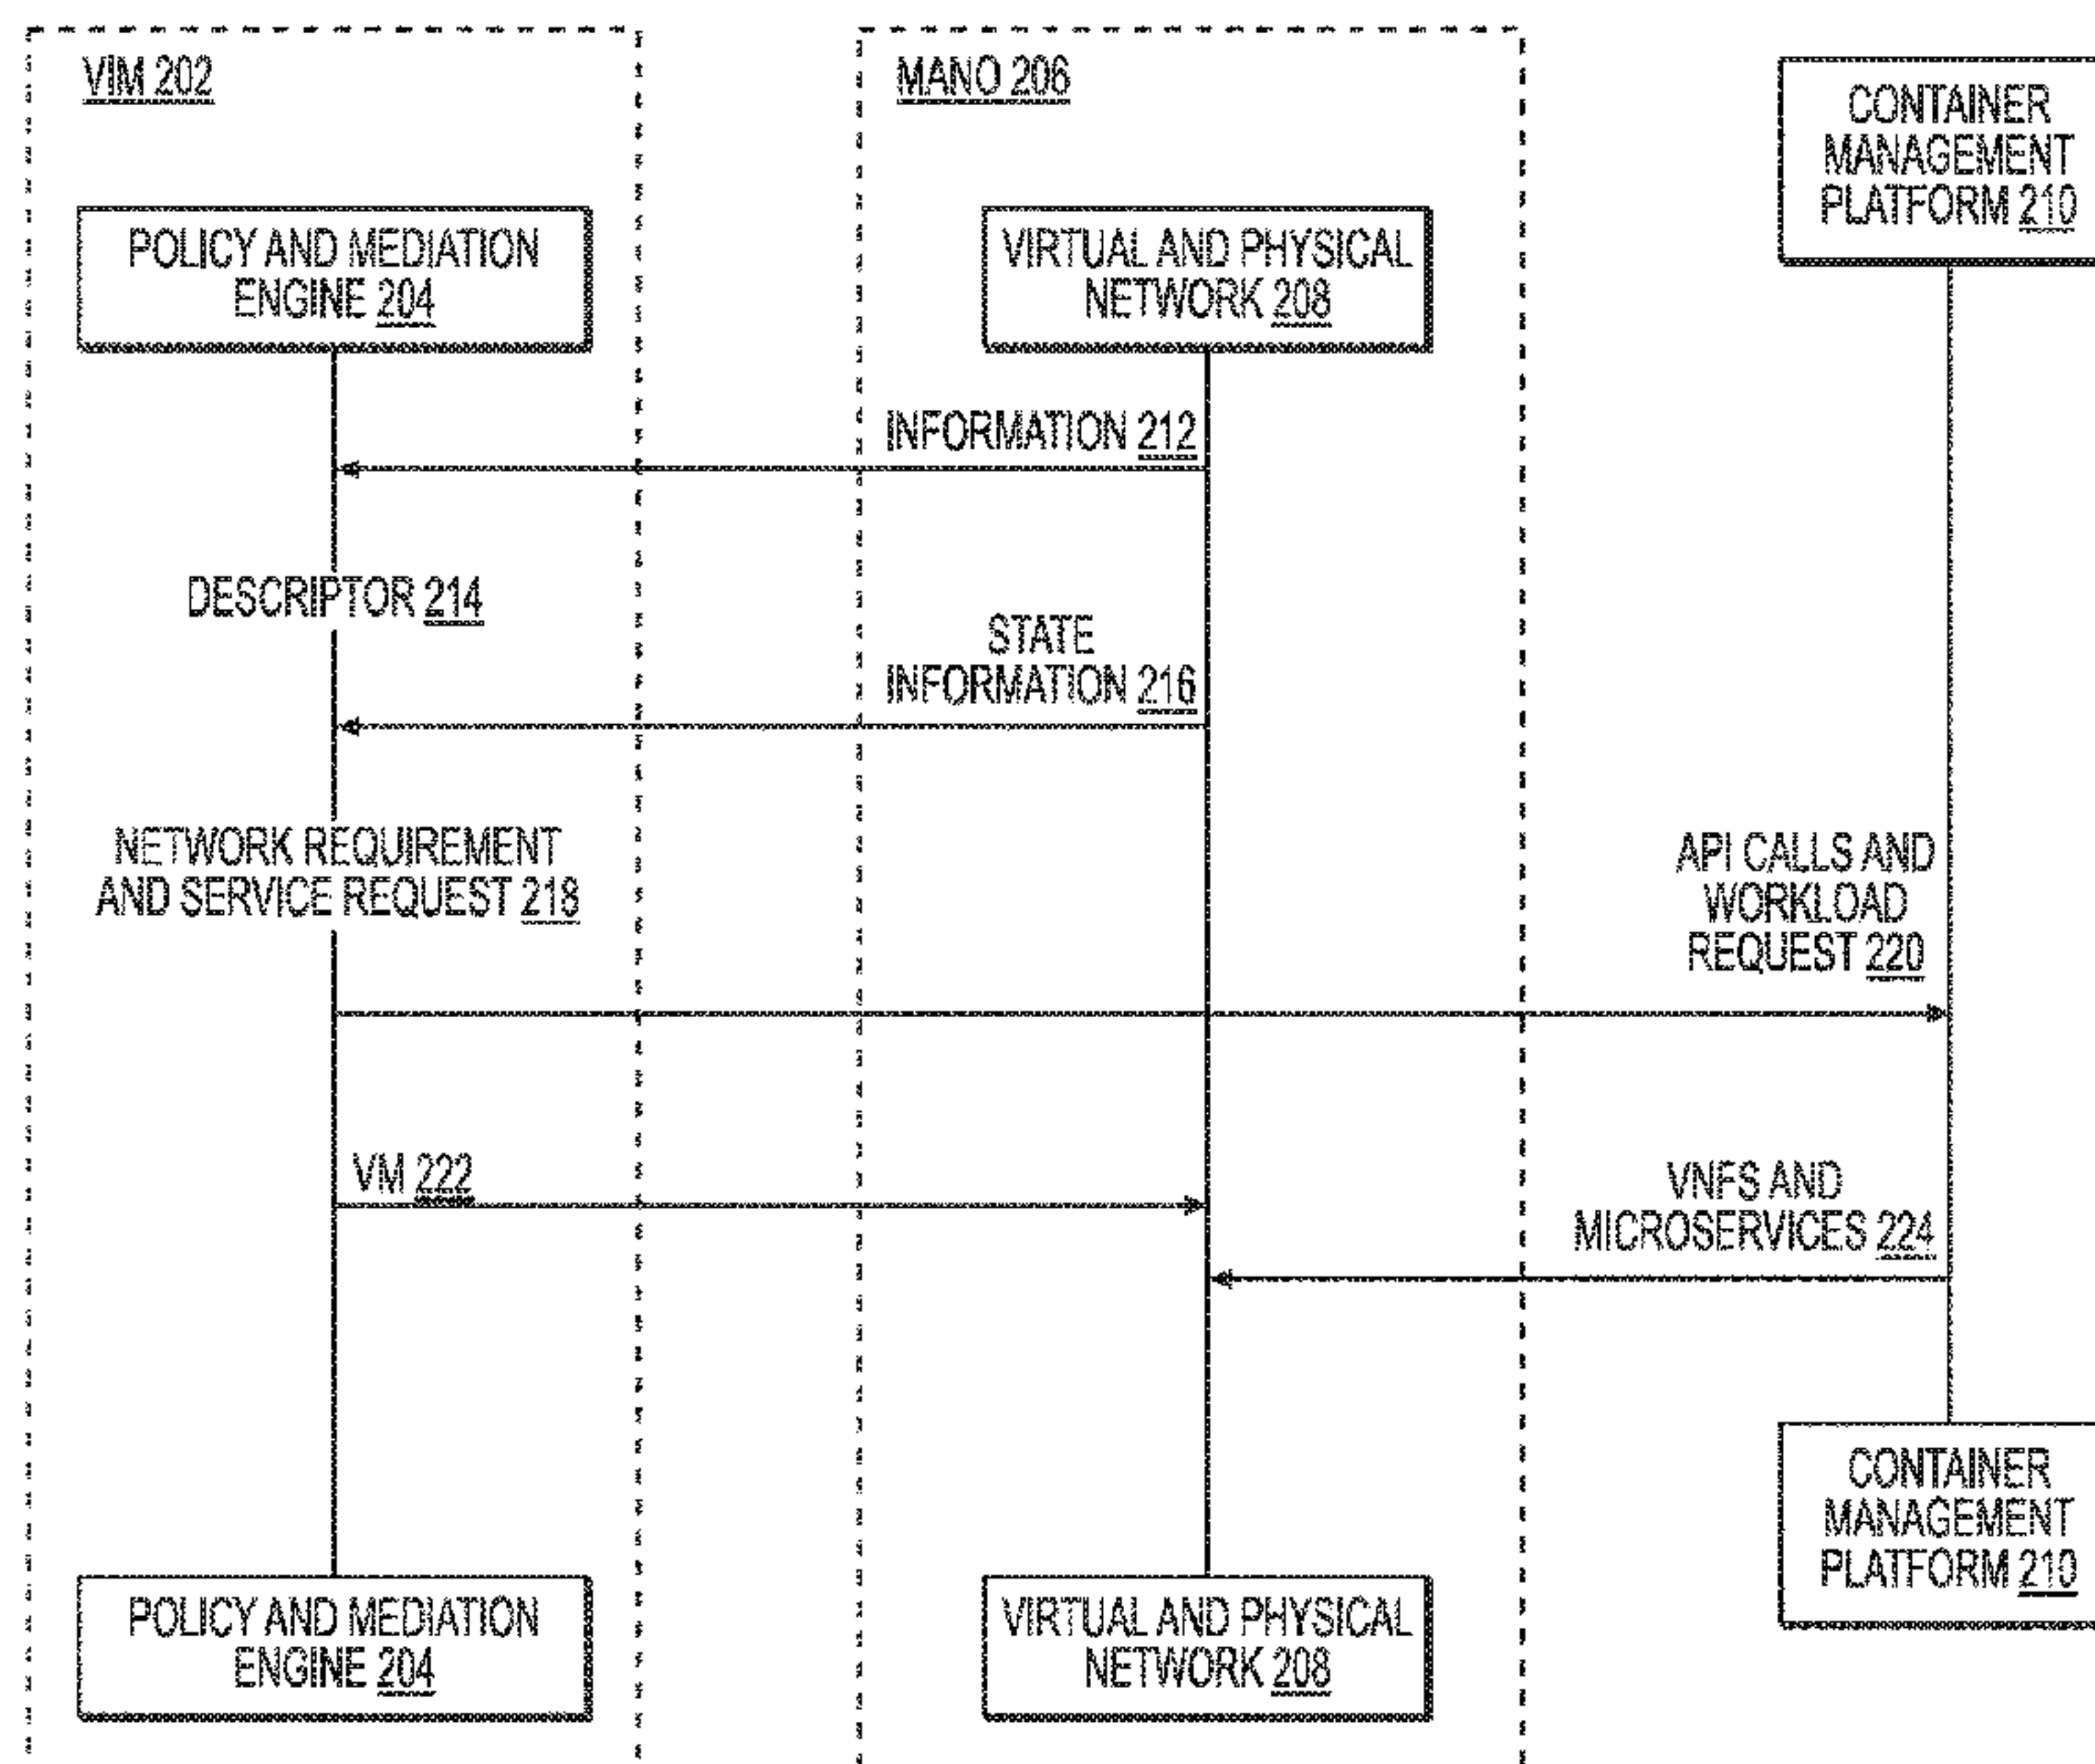 VIM 202
MANO 206
CONTAINER
MANAGEMENT
PLATFORM 210
POLICY AND MEDIATION
ENGINE 204
VIRTUAL AND PHYSICAL
NETWORK 208
INFORMATION 212
DESCRIPTOR 214
STATE
INFORMATION 216
NETWORK REQUIREMENT
AND SERVICE REQUEST 218
API CALLS AND
WORKLOAD
REQUEST 220
VM 222
VNFS AND
MICROSERVICES 224
CONTAINER
MANAGEMENT
PLATFORM 210
POLICY AND MEDIATION
ENGINE 204
VIRTUAL AND PHYSICAL
NETWORK 208